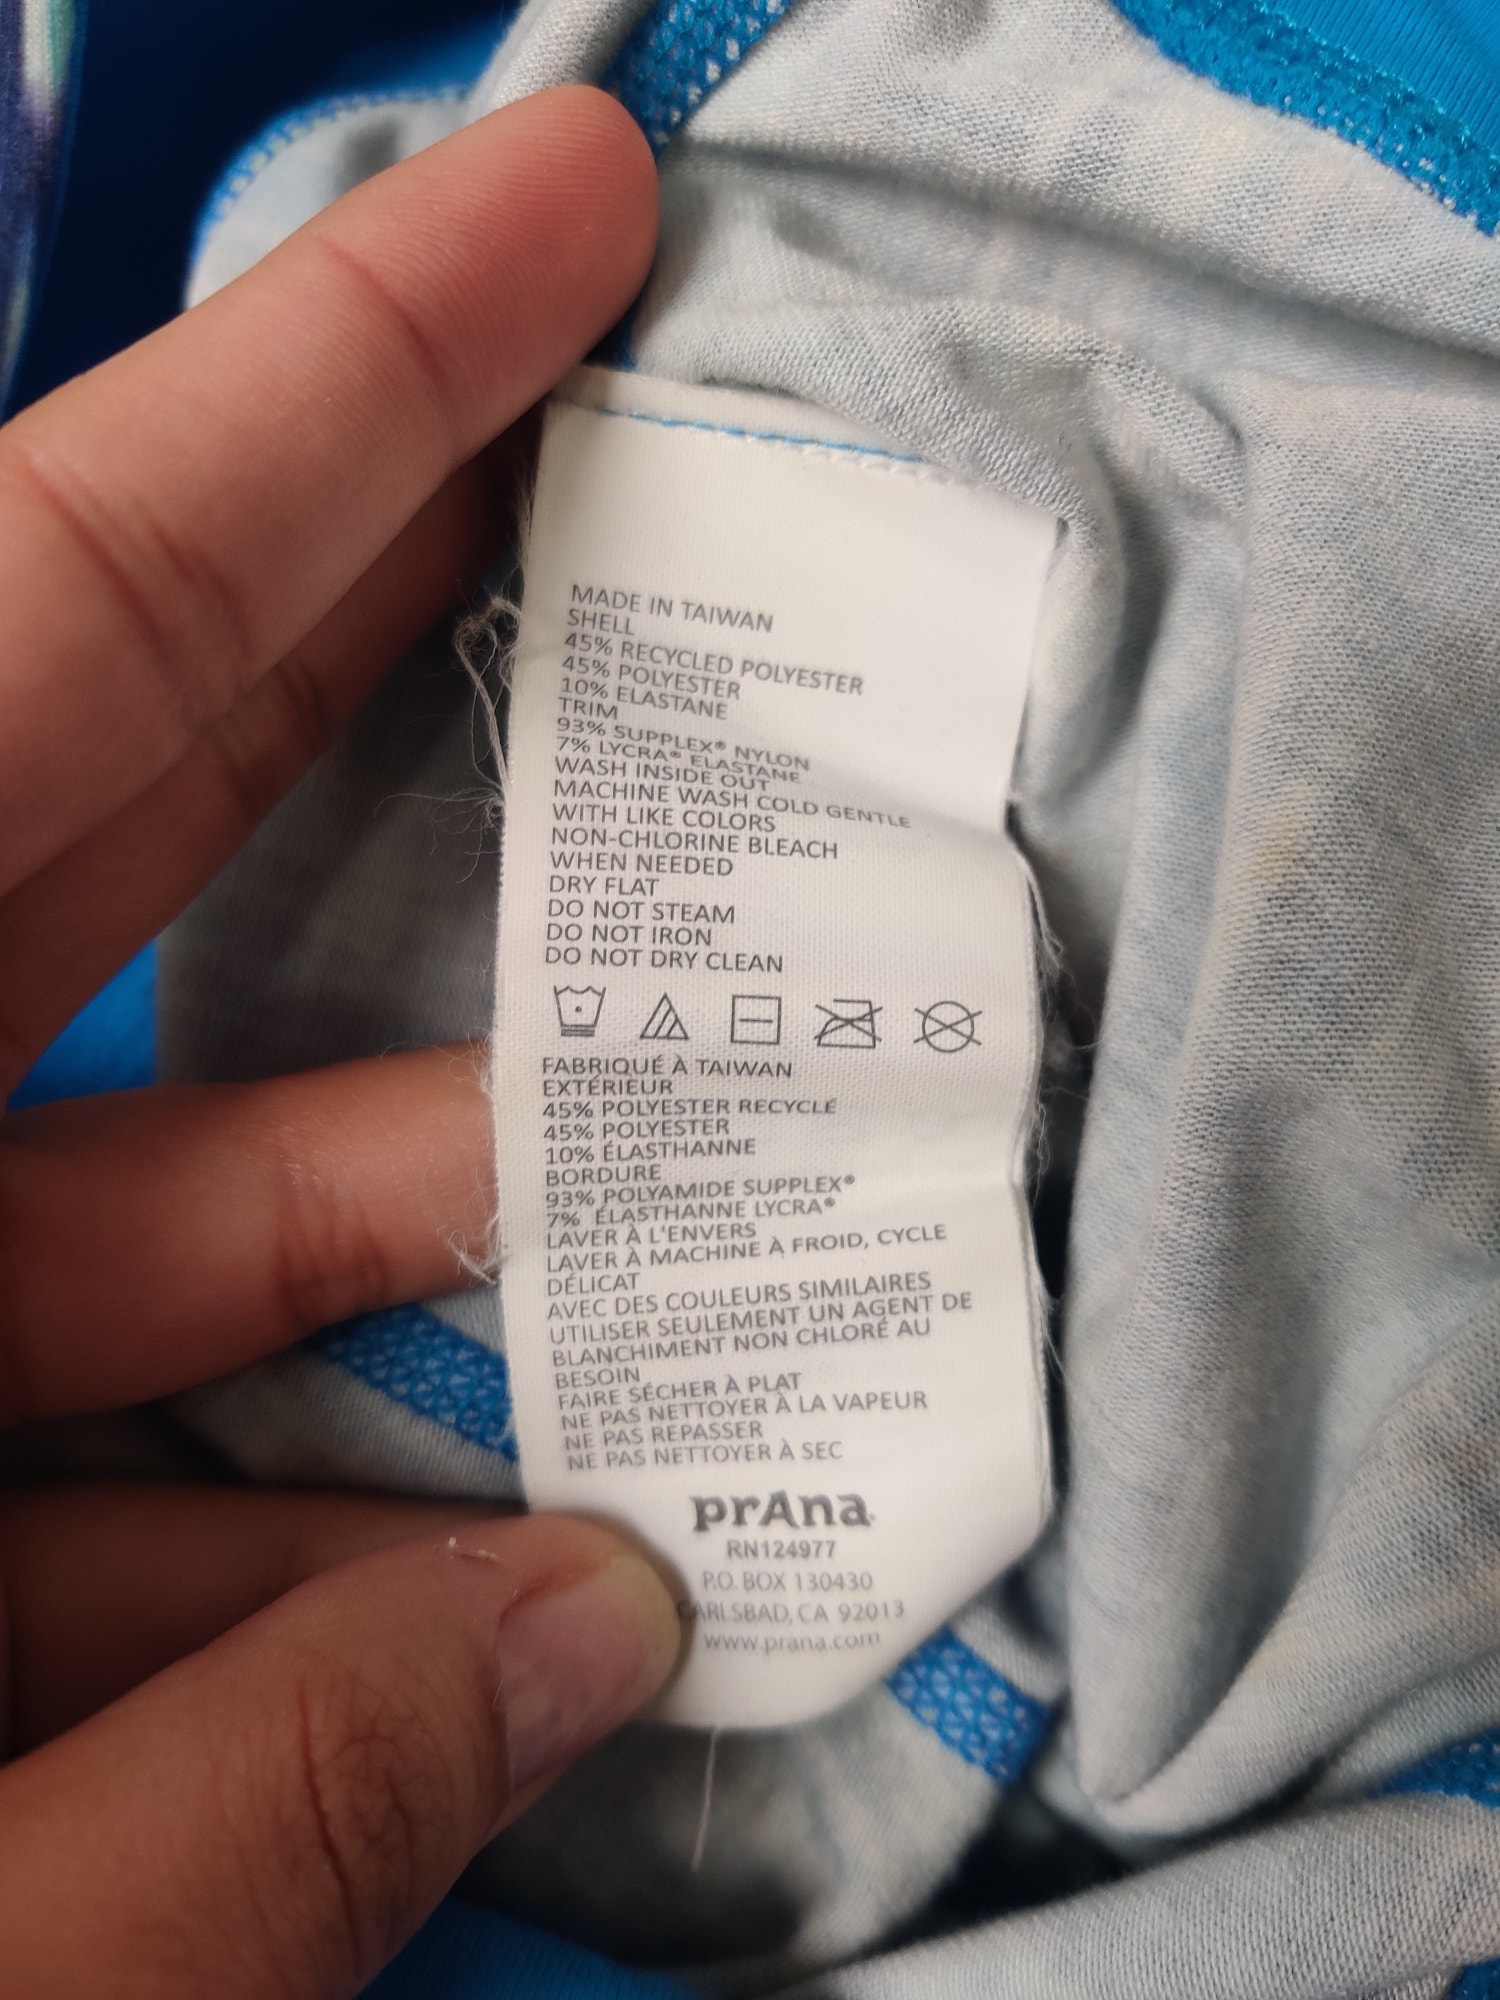 MADE IN TAIWAN
SHELL
45% RECYCLED POLYESTER
45% POLYESTER
10% ELASTANE
TRIM
93% SUPPLEX® NYLON
7% LYCRA® ELASTANE
WASH INSIDE OUT
MACHINE WASH COLD GENTLE
WITH LIKE COLORS
NON-CHLORINE BLEACH
WHEN NEEDED
DRY FLAT
DO NOT STEAM
DO NOT IRON
DO NOT DRY CLEAN
FABRIQUÉ À TAIWAN
EXTÉRIEUR
45% POLYESTER RECYCLÉ
45% POLYESTER
10% ÉLASTHANNE
BORDURE
93% POLYAMIDE SUPPLEX®
7% ÉLASTHANNE LYCRA®
LAVER À L'ENVERS
LAVER À MACHINE À FROID, CYCLE
DÉLICAT
AVEC DES COULEURS SIMILAIRES
UTILISER SEULEMENT UN AGENT DE
BLANCHIMENT NON CHLORÉ AU
BESOIN
FAIRE SÉCHER À PLAT
NE PAS NETTOYER À LA VAPEUR
NE PAS REPASSER
NE PAS NETTOYER À SEC
prAna
RN124977
P.O. BOX 130430
CARLSBAD, CA 92013
www.prana.com